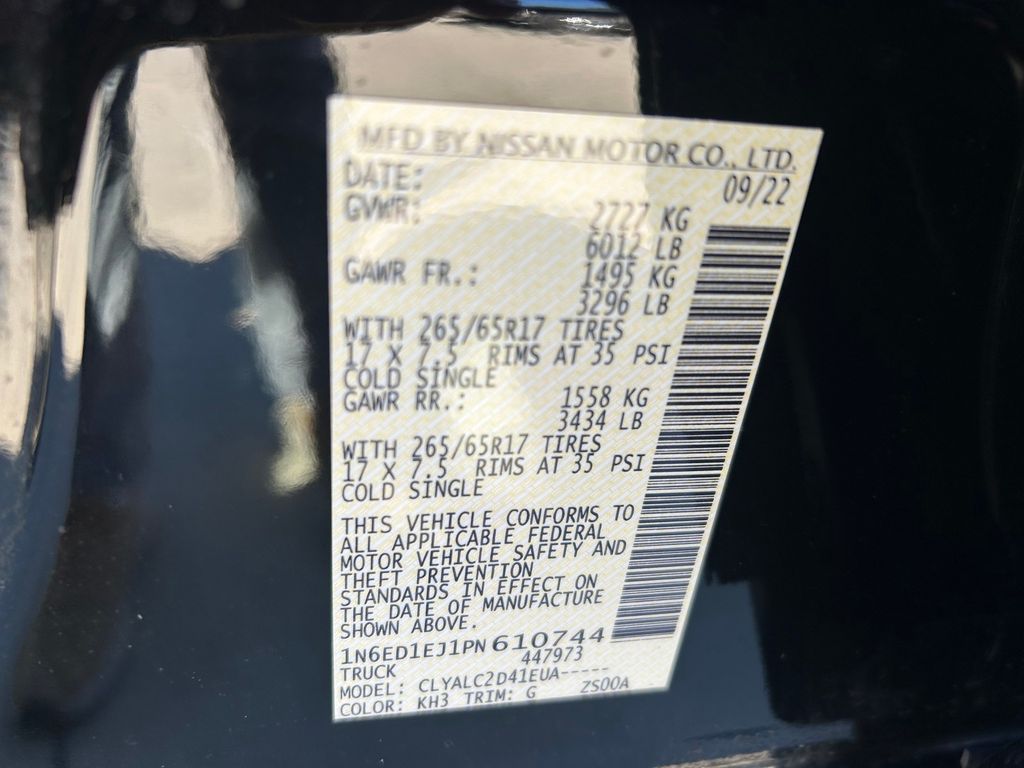 MFD BY NISSAN MOTOR CO., LTD.
DATE: 09/22
GVWR: 2727 KG
6012 LB
GAWR FR.: 1495 KG
3296 LB
WITH 265/65R17 TIRES
17 X 7.5 RIMS AT 35 PSI
COLD SINGLE
GAWR RR.: 1558 KG
3434 LB
WITH 265/65R17 TIRES
17 X 7.5 RIMS AT 35 PSI
COLD SINGLE
THIS VEHICLE CONFORMS TO
ALL APPLICABLE FEDERAL
MOTOR VEHICLE SAFETY AND
THEFT PREVENTION
STANDARDS IN EFFECT ON
THE DATE OF MANUFACTURE
SHOWN ABOVE.
1N6ED1EJ1PN610744
TRUCK 447973
MODEL: CLYALC2D41EUA-----
COLOR: KH3 TRIM: G ZS00A